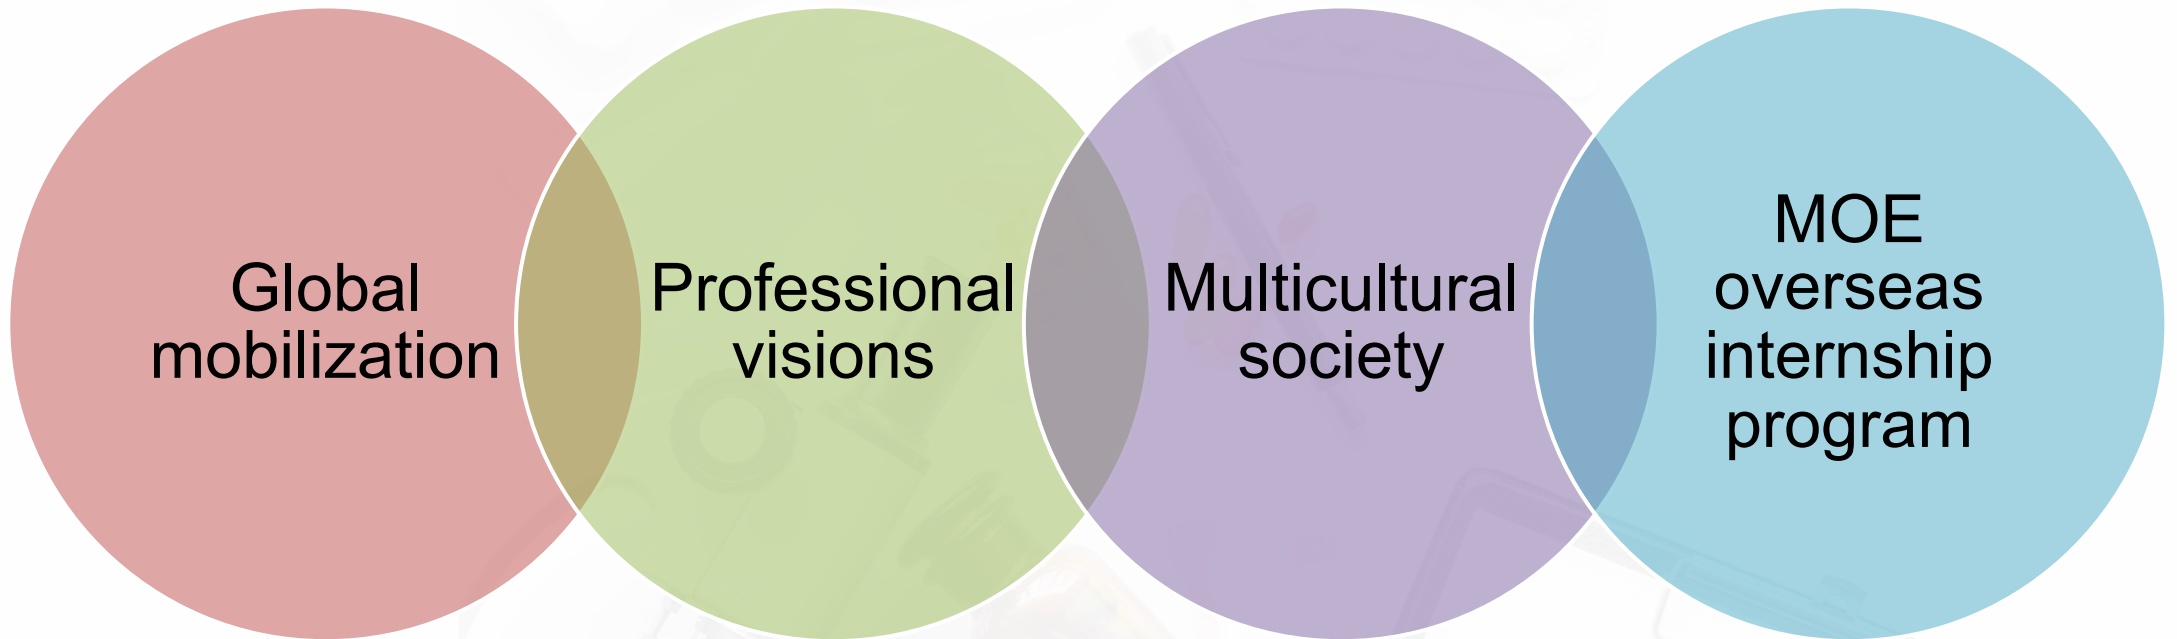 Global
mobilization
Professional
visions
Multicultural
society
MOE
overseas
internship
program